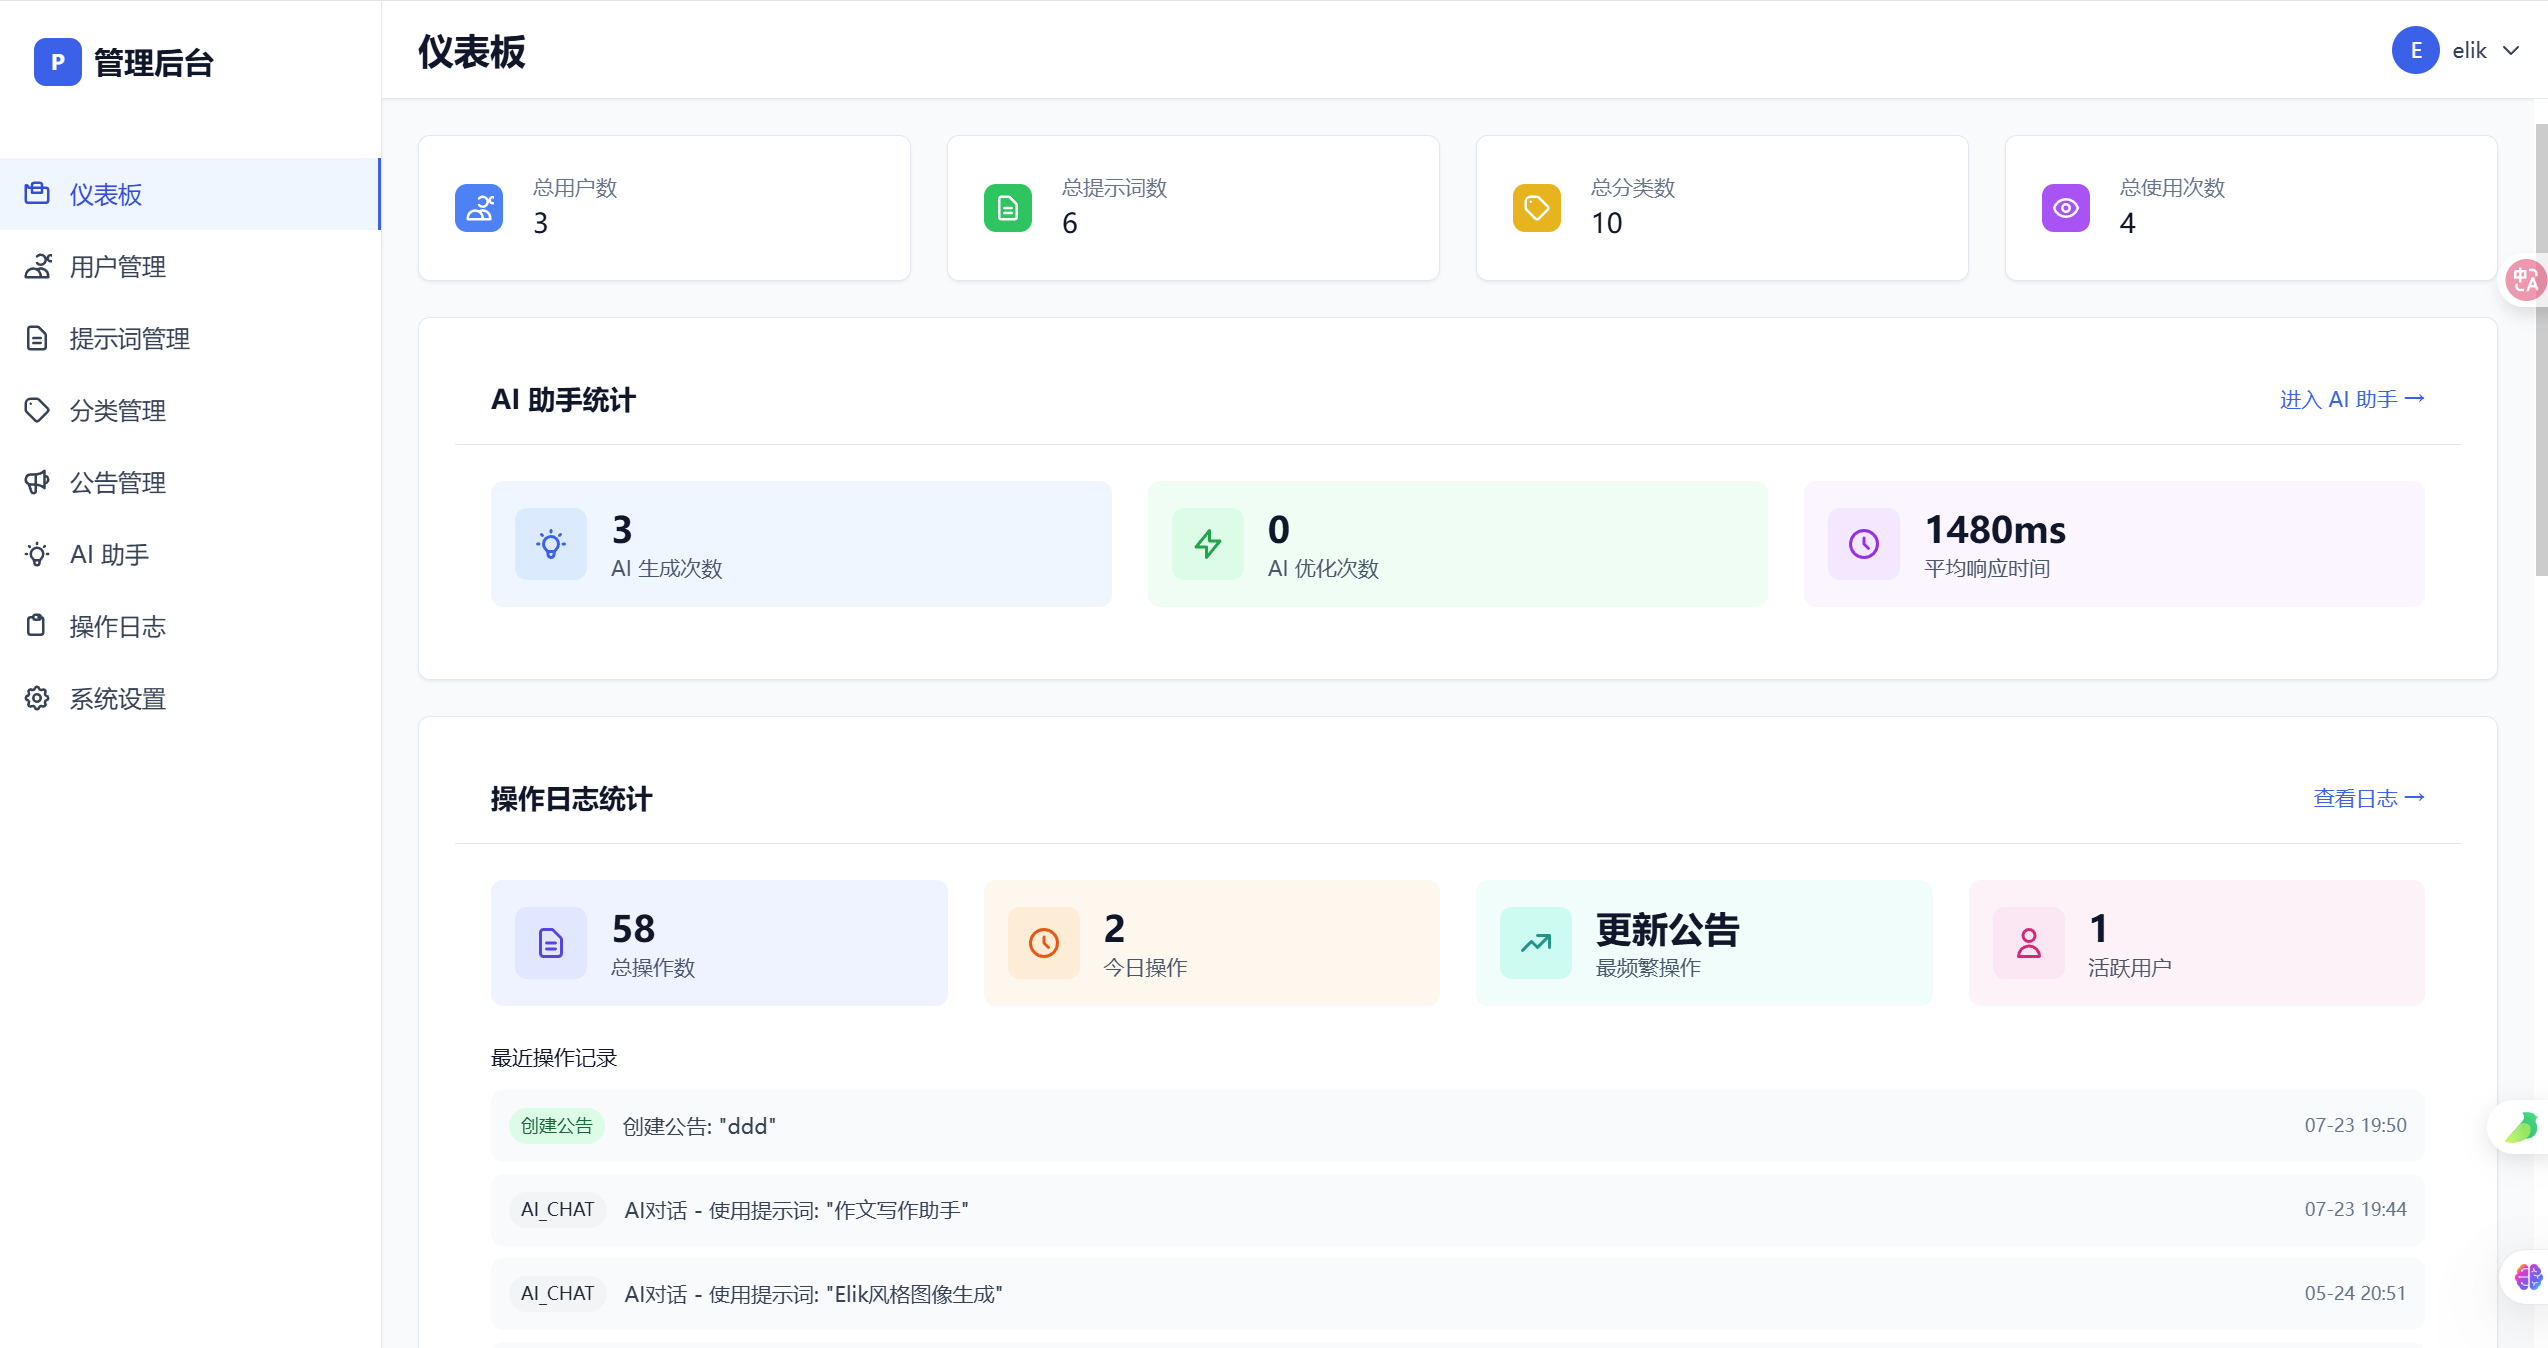 P 管理后台
仪表板
用户管理
提示词管理
分类管理
公告管理
AI 助手
操作日志
系统设置
仪表板
E elik
总用户数
3
总提示词数
6
总分类数
10
总使用次数
4
AI 助手统计
进入 AI 助手 →
3
AI 生成次数
0
AI 优化次数
1480ms
平均响应时间
操作日志统计
查看日志 →
58
总操作数
2
今日操作
更新公告
最频繁操作
1
活跃用户
最近操作记录
创建公告 创建公告: "ddd" 07-23 19:50
AI_CHAT AI对话 - 使用提示词: "作文写作助手" 07-23 19:44
AI_CHAT AI对话 - 使用提示词: "Elik风格图像生成" 05-24 20:51
中A